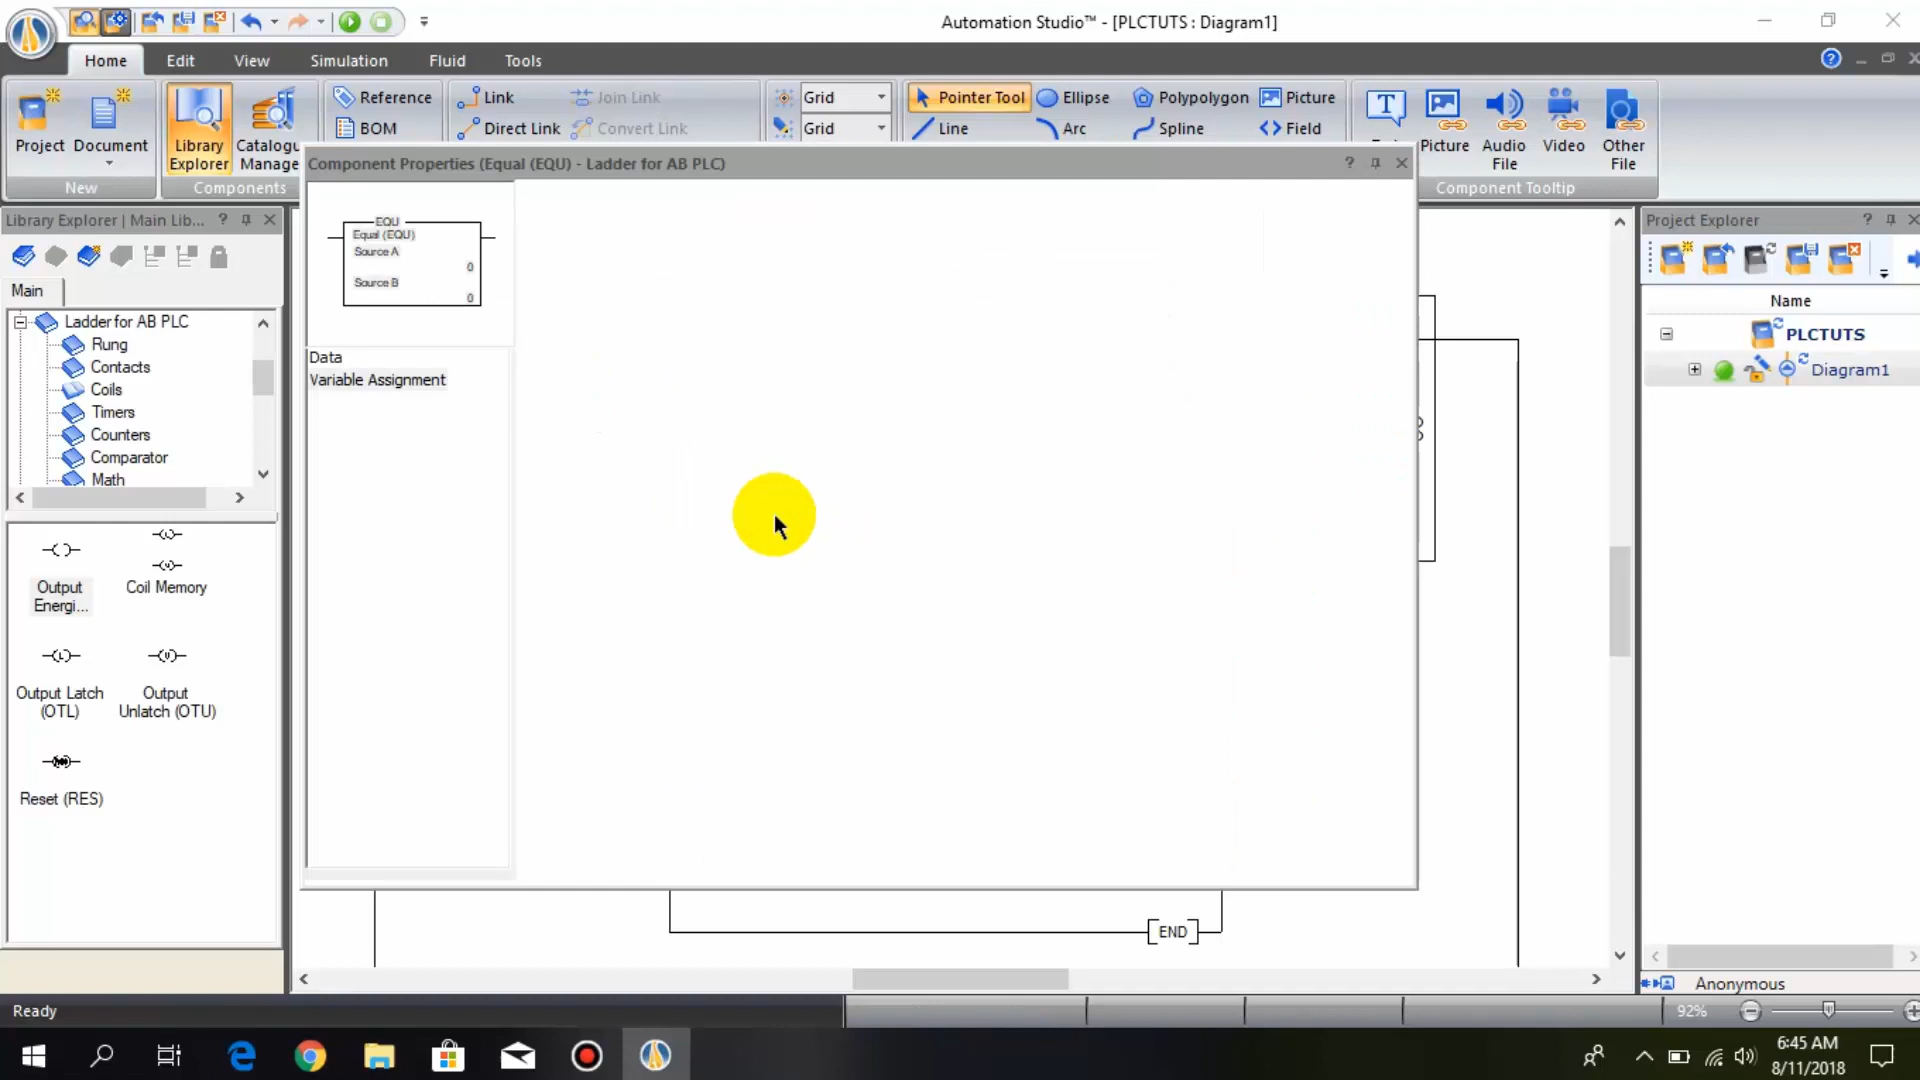 Automation Studio™ - [PLCTUTS : Diagram1]
Home Edit View Simulation Fluid Tools
Project
Document
New
Library
Explorer
Catalogu
Manage
Components
Reference
BOM
Link
Direct Link
Join Link
Convert Link
Grid
Grid
Pointer Tool
Line
Ellipse
Arc
Polypolygon
Spline
Picture
Field
Picture
Audio
File
Video
Other
File
Component Tooltip
Component Properties (Equal (EQU) - Ladder for AB PLC)
EQU
Equal (EQU)
Source A
0
Source B
0
Data
Variable Assignment
Library Explorer | Main Lib...
Main
Ladder for AB PLC
Rung
Contacts
Coils
Timers
Counters
Comparator
Math
Output
Energi...
Coil Memory
Output Latch
(OTL)
Output
Unlatch (OTU)
Reset (RES)
END
Project Explorer
Name
PLCTUTS
Diagram1
Anonymous
Ready
92%
6:45 AM
8/11/2018